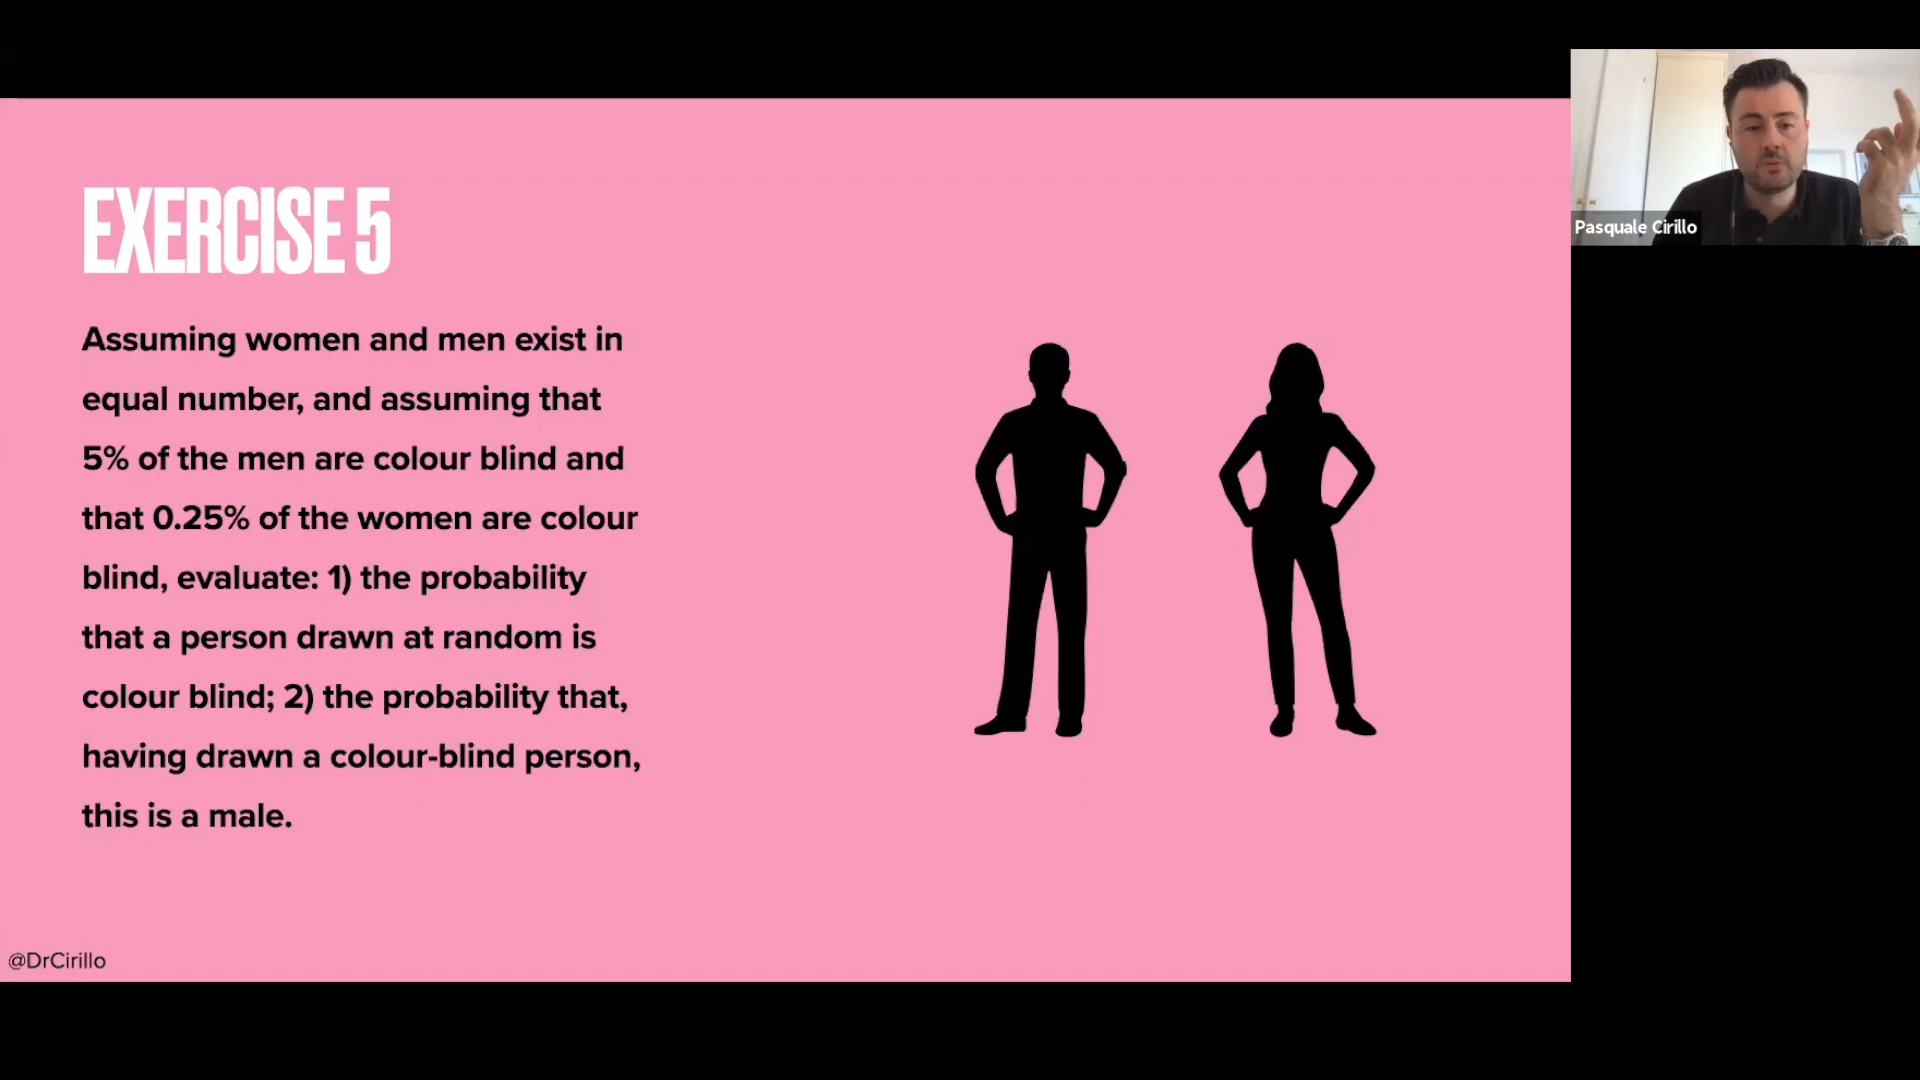 EXERCISE 5
Assuming women and men exist in
equal number, and assuming that
5% of the men are colour blind and
that 0.25% of the women are colour
blind, evaluate: 1) the probability
that a person drawn at random is
colour blind; 2) the probability that,
having drawn a colour-blind person,
this is a male.
@DrCirillo
Pasquale Cirillo